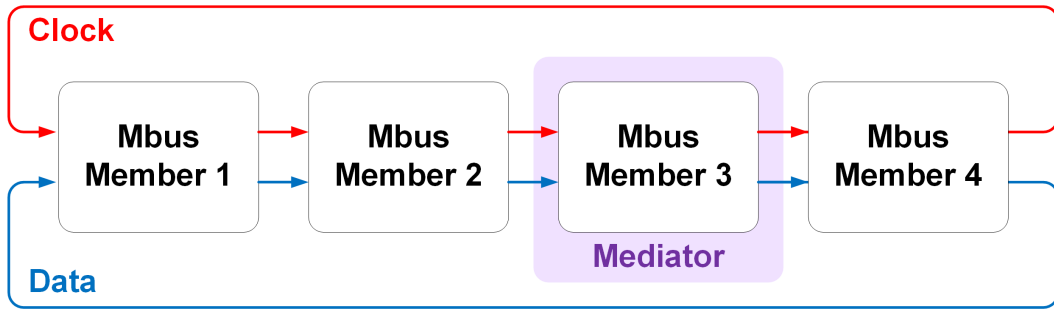 Clock
Mbus
Member 1
Mbus
Member 2
Mbus
Member 3
Mbus
Member 4
Mediator
Data